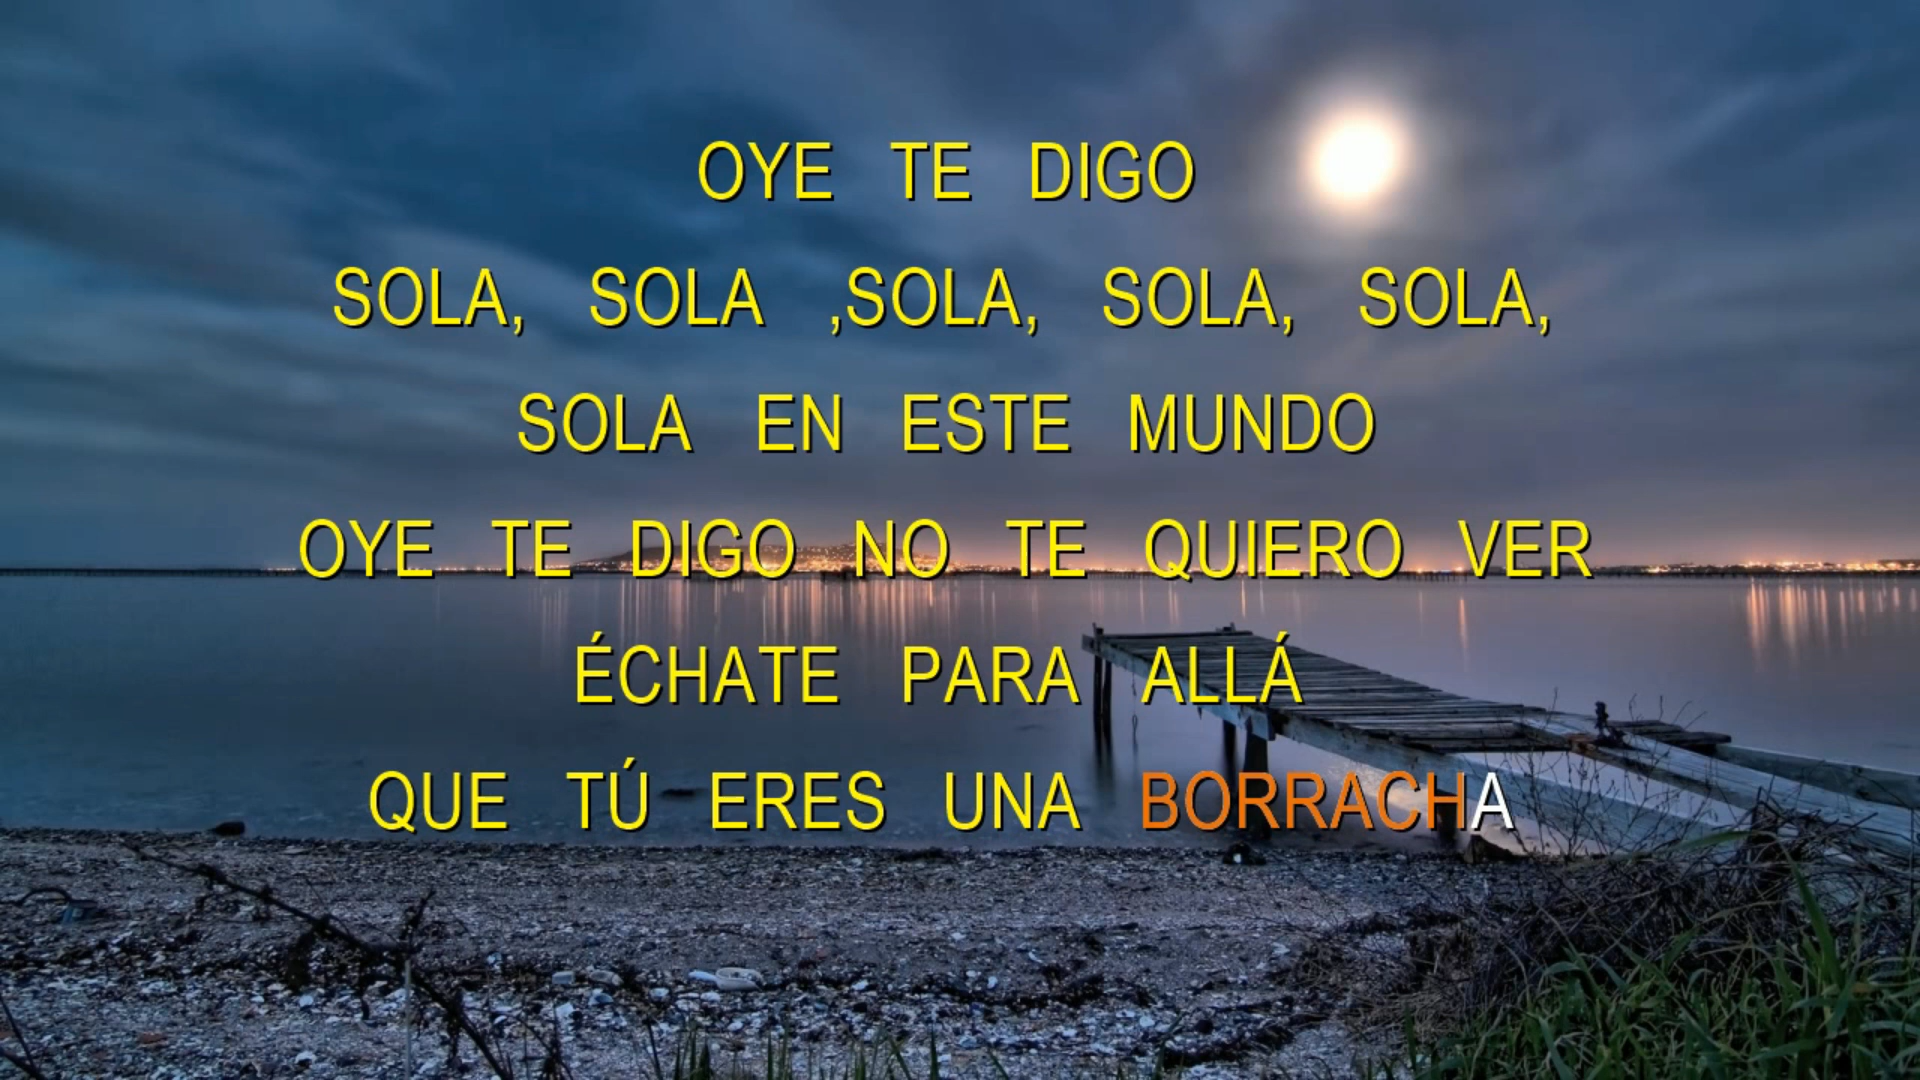 OYE TE DIGO
SOLA, SOLA ,SOLA, SOLA, SOLA,
SOLA EN ESTE MUNDO
OYE TE DIGO NO TE QUIERO VER
ÉCHATE PARA ALLÁ
QUE TÚ ERES UNA BORRACHA